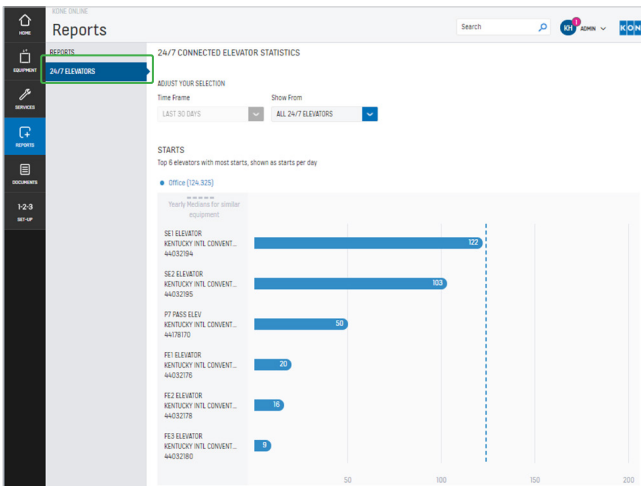 KONE ONLINE
Reports
Search
KH
1
ADMIN
KON
HOME
EQUIPMENT
SERVICES
REPORTS
DOCUMENTS
1-2-3
SET-UP
REPORTS
24/7 ELEVATORS
24/7 CONNECTED ELEVATOR STATISTICS
ADJUST YOUR SELECTION
Time Frame
Show From
LAST 30 DAYS
ALL 24/7 ELEVATORS
STARTS
Top 6 elevators with most starts, shown as starts per day
Office (124.325)
Yearly Medians for similar
equipment
SE1 ELEVATOR
KENTUCKY INTL CONVENT...
44032194
122
SE2 ELEVATOR
KENTUCKY INTL CONVENT...
44032195
103
P7 PASS ELEV
KENTUCKY INTL CONVENT...
44178170
50
FE1 ELEVATOR
KENTUCKY INTL CONVENT...
44032176
20
FE2 ELEVATOR
KENTUCKY INTL CONVENT...
44032178
16
FE3 ELEVATOR
KENTUCKY INTL CONVENT...
44032180
9
50 100 150 200